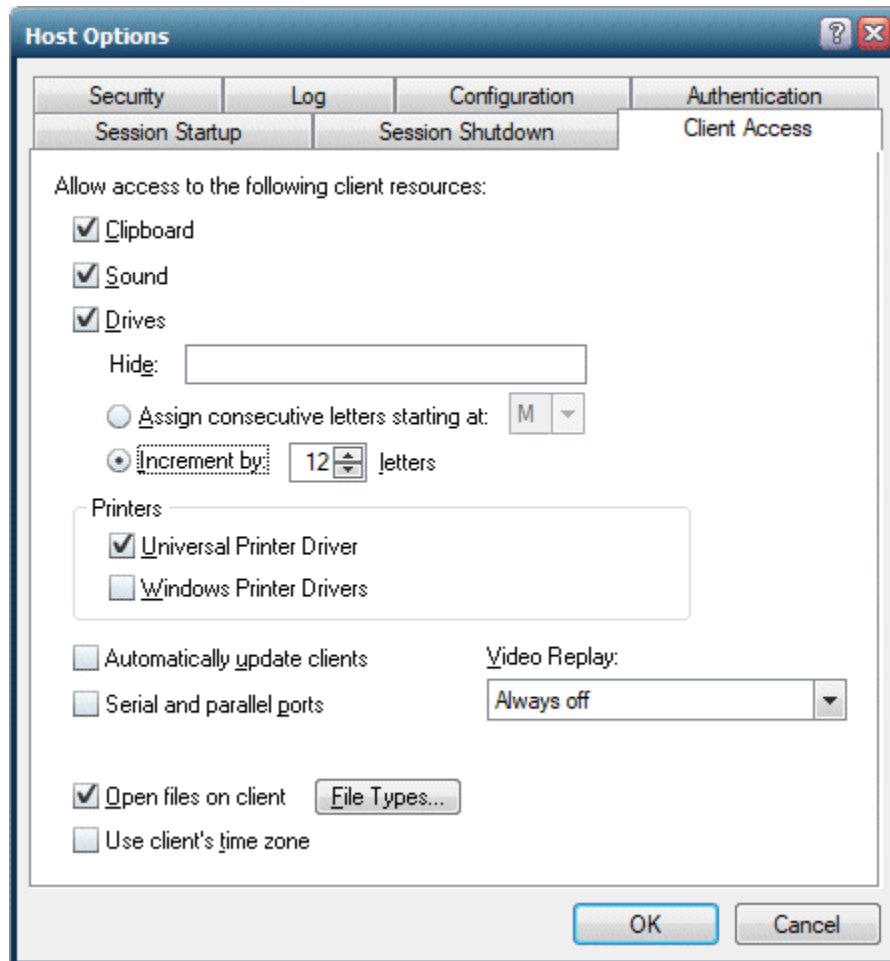 Host Options
Security Log Configuration Authentication
Session Startup Session Shutdown Client Access
Allow access to the following client resources:
Clipboard
Sound
Drives
Hide:
Assign consecutive letters starting at: M
Increment by: 12 letters
Printers
Universal Printer Driver
Windows Printer Drivers
Automatically update clients Video Replay:
Serial and parallel ports Always off
Open files on client File Types...
Use client's time zone
OK Cancel